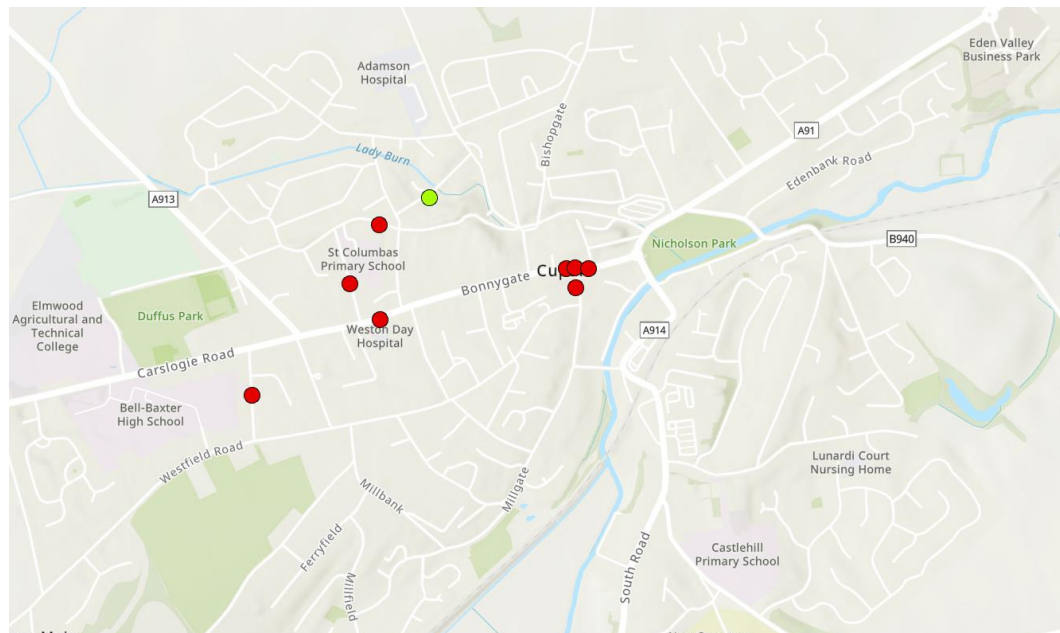 Eden Valley
Business Park
Adamson
Hospital
A91
Bishopgate
Lady Burn
Edenbank Road
A913
Nicholson Park
B940
St Columbas
Primary School
Bonnygate
Elmwood
Agricultural and
Technical
College
Duffus Park
A914
Weston Day
Hospital
Carslogie Road
Bell-Baxter
High School
Westfield Road
Lunardi Court
Nursing Home
Millbank
Millgate
Ferryfield
Castlehill
Primary School
South Road
Millfield